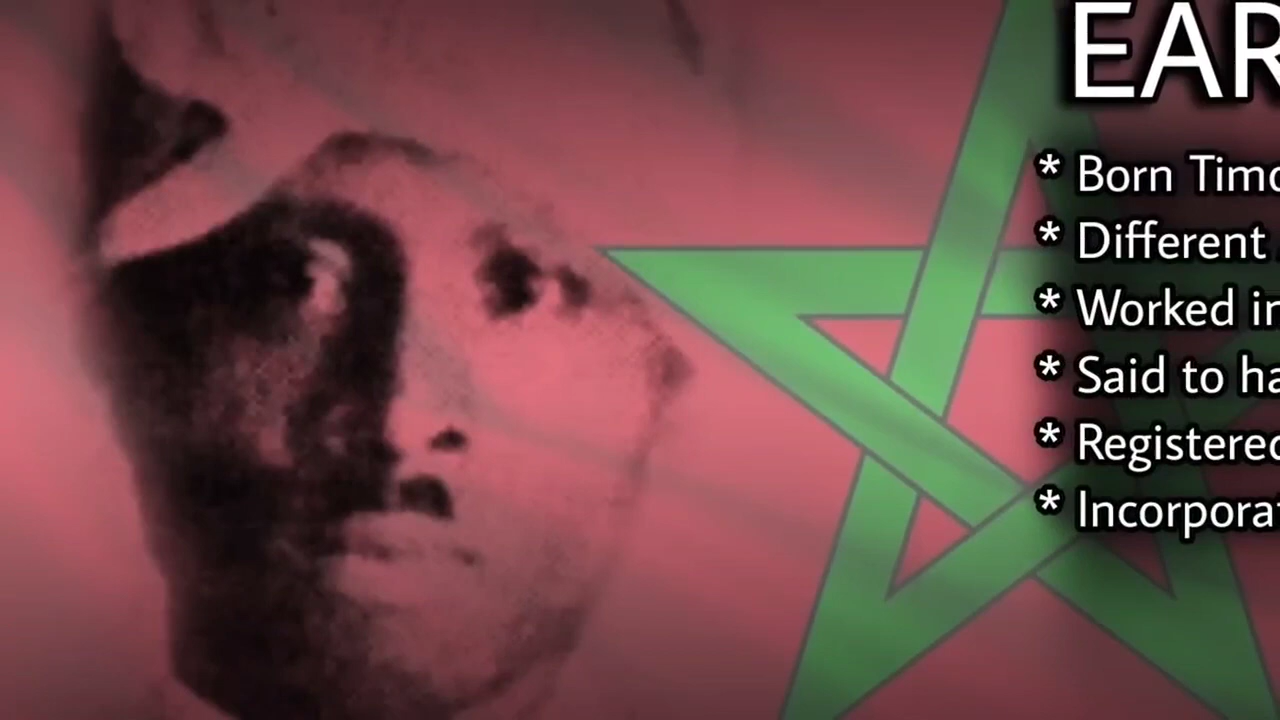 EAR
* Born Timo
* Different
* Worked in
* Said to ha
* Registered
* Incorporat